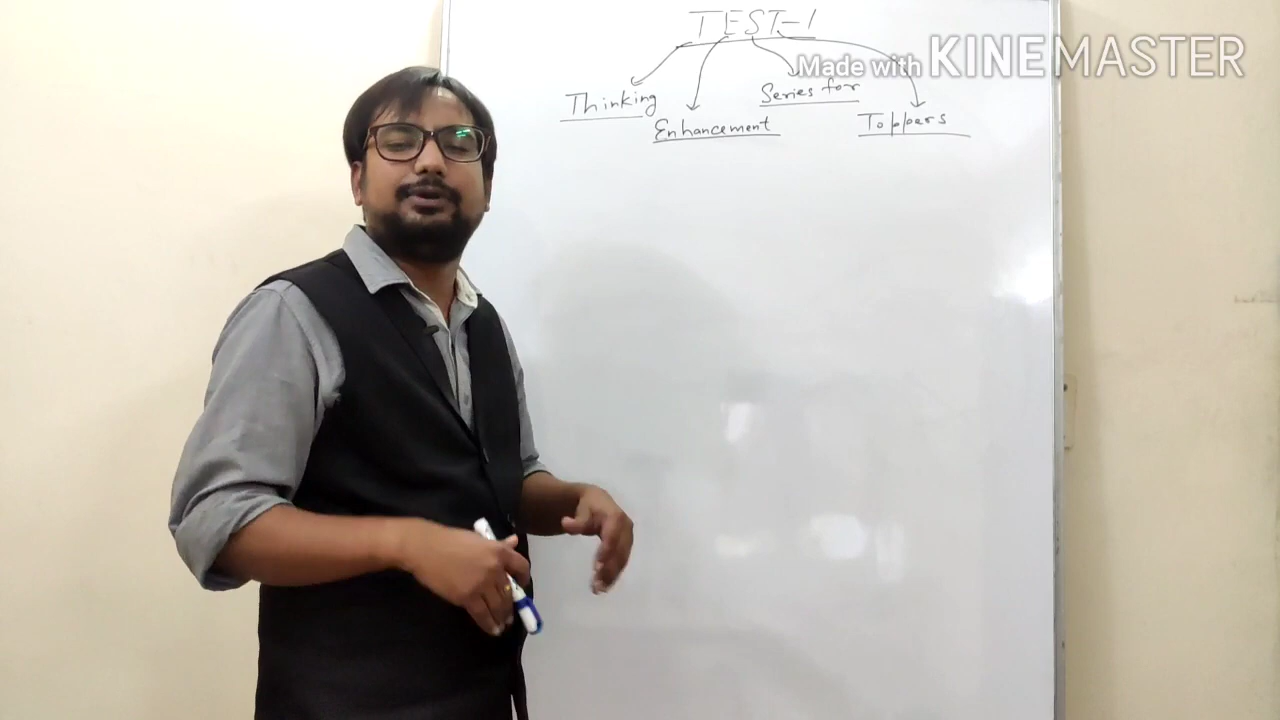 TEST-1
Made with KINEMASTER
Thinking
Series for
Enhancement
Toppers